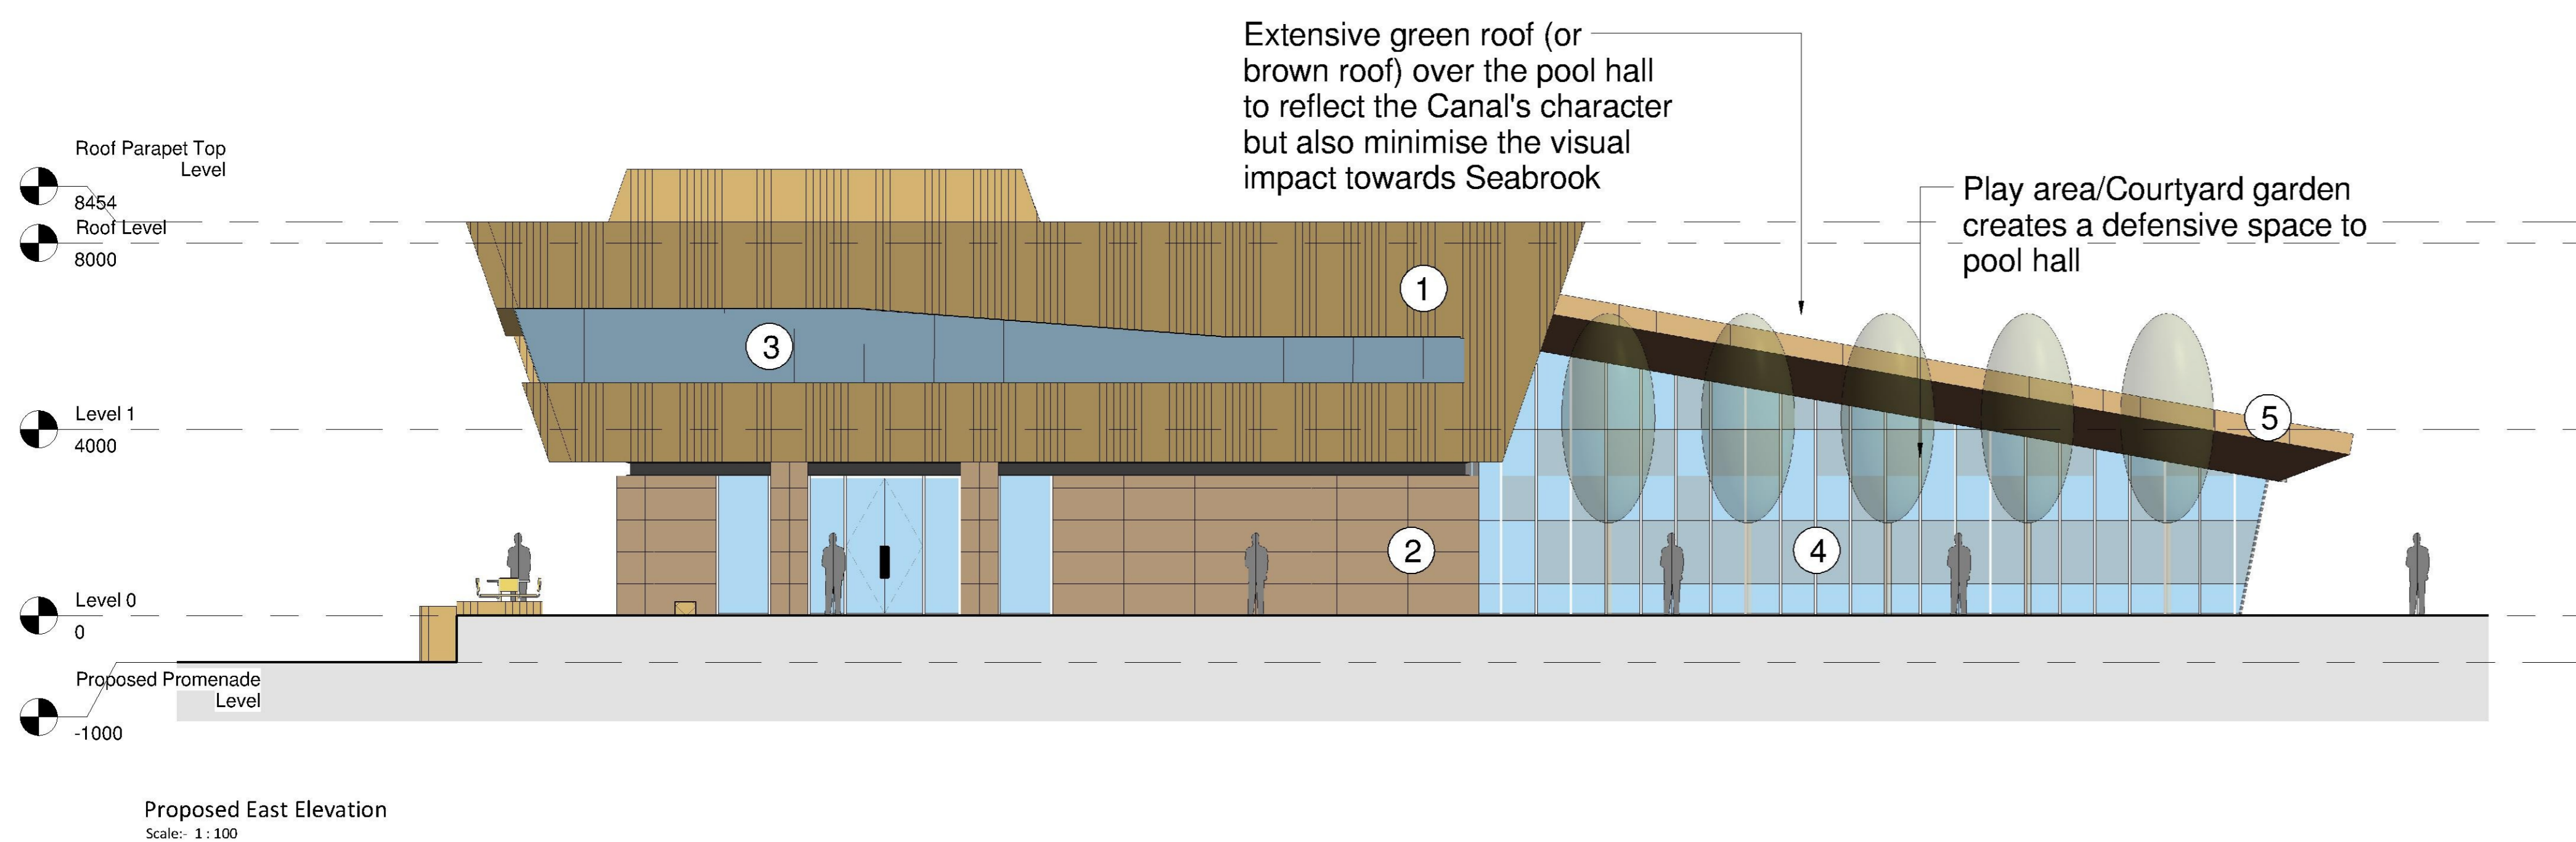 Extensive green roof (or
brown roof) over the pool hall
to reflect the Canal's character
but also minimise the visual
impact towards Seabrook
Play area/Courtyard garden
creates a defensive space to
pool hall
Roof Parapet Top
Level
8454
Roof Level
8000
1
3
5
Level 1
4000
2
4
Level 0
0
Proposed Promenade
Level
-1000
Proposed East Elevation
Scale:- 1 : 100